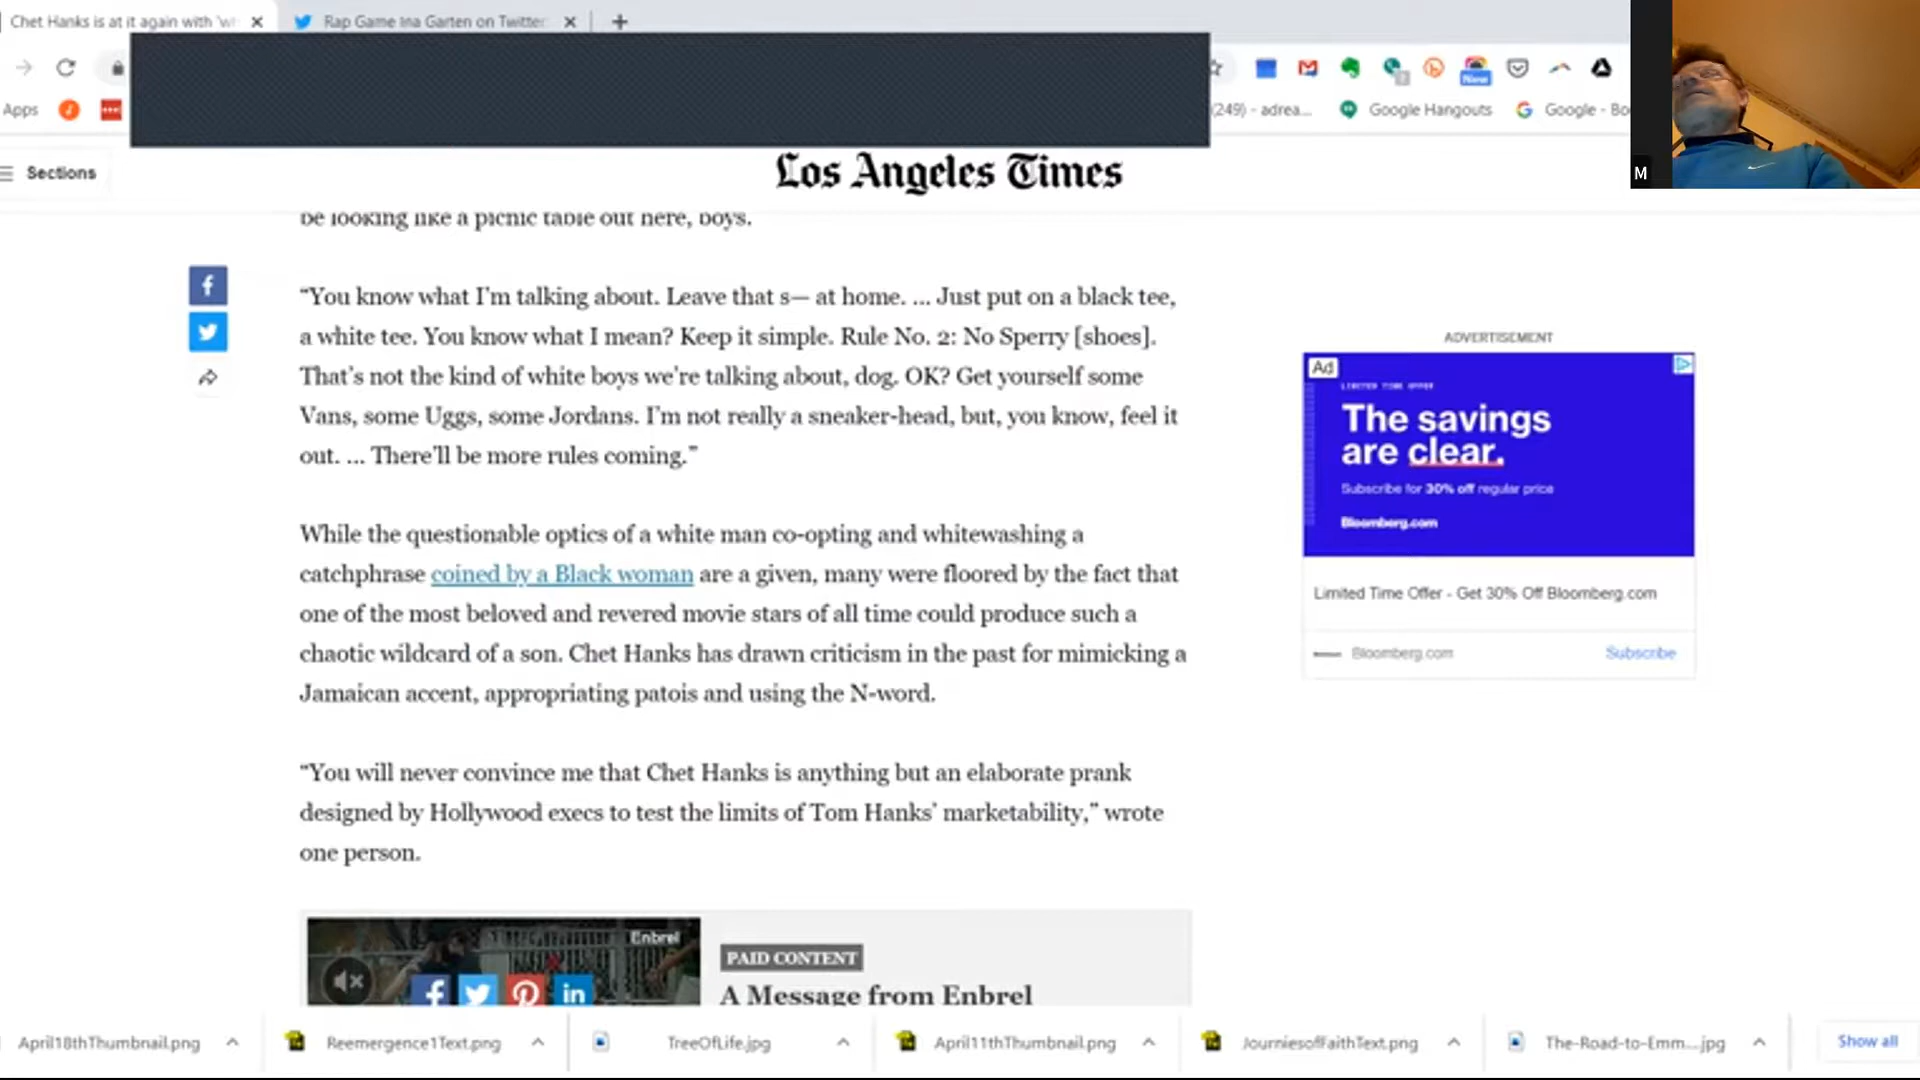 Chet Hanks is at it again with 'wh
Rap Game Ina Garten on Twitter
Apps
(249) - adrea...
Google Hangouts
Google - Bo
New
M
Sections
Los Angeles Times
be looking like a picnic table out here, boys.
“You know what I’m talking about. Leave that s— at home. ... Just put on a black tee,
a white tee. You know what I mean? Keep it simple. Rule No. 2: No Sperry [shoes].
That’s not the kind of white boys we’re talking about, dog. OK? Get yourself some
Vans, some Uggs, some Jordans. I’m not really a sneaker-head, but, you know, feel it
out. ... There’ll be more rules coming.”
While the questionable optics of a white man co-opting and whitewashing a
catchphrase coined by a Black woman are a given, many were floored by the fact that
one of the most beloved and revered movie stars of all time could produce such a
chaotic wildcard of a son. Chet Hanks has drawn criticism in the past for mimicking a
Jamaican accent, appropriating patois and using the N-word.
“You will never convince me that Chet Hanks is anything but an elaborate prank
designed by Hollywood execs to test the limits of Tom Hanks’ marketability,” wrote
one person.
ADVERTISEMENT
Ad
LIMITED TIME OFFER
The savings
are clear.
Subscribe for 30% off regular price
Bloomberg.com
Limited Time Offer - Get 30% Off Bloomberg.com
Bloomberg.com
Subscribe
Enbrel
PAID CONTENT
A Message from Enbrel
April18thThumbnail.png
Reemergence1Text.png
TreeOfLife.jpg
April11thThumbnail.png
JourniesofFaithText.png
The-Road-to-Emm....jpg
Show all